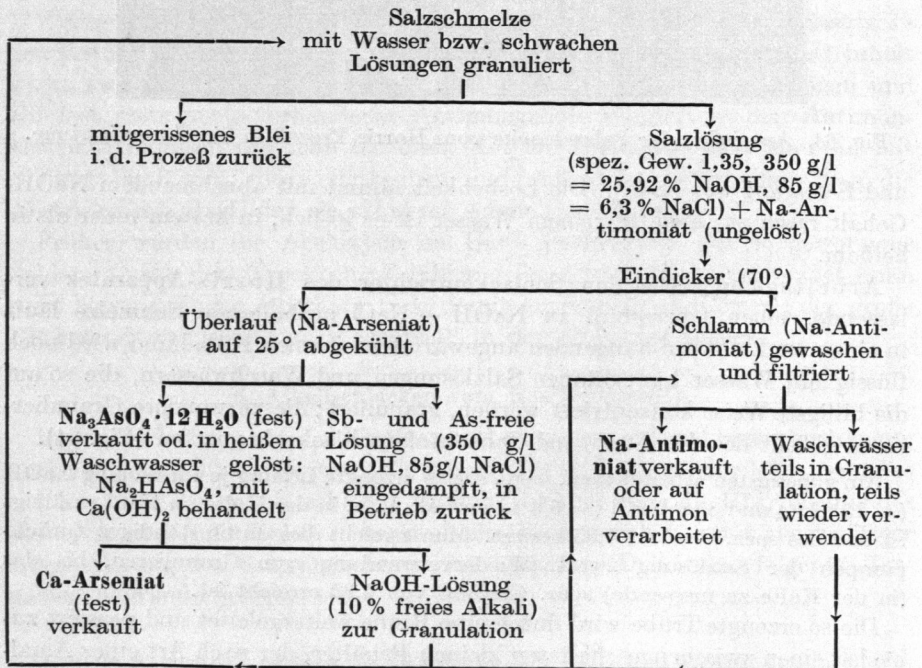 Salzschmelze
mit Wasser bzw. schwachen
Lösungen granuliert
mitgerissenes Blei
i. d. Prozeß zurück
Salzlösung
(spez. Gew. 1,35, 350 g/l
= 25,92 % NaOH, 85 g/l
= 6,3 % NaCl) + Na-An-
timoniät (ungelöst)
Eindicker (70°)
Überlauf (Na-Arseniat)
auf 25° abgekühlt
Schlamm (Na-Anti-
moniat) gewaschen
und filtriert
Na₃AsO₄ · 12 H₂O (fest)
verkauft od. in heißem
Waschwasser gelöst:
Na₂HAsO₄, mit
Ca(OH)₂ behandelt
Sb- und As-freie
Lösung (350 g/l
NaOH, 85 g/l NaCl)
eingedampft, in
Betrieb zurück
Na-Antimo-
niat verkauft
oder auf
Antimon
verarbeitet
Waschwässer
teils in Granu-
lation, teils
wieder ver-
wendet
Ca-Arseniat
(fest)
verkauft
NaOH-Lösung
(10 % freies Alkali)
zur Granulation